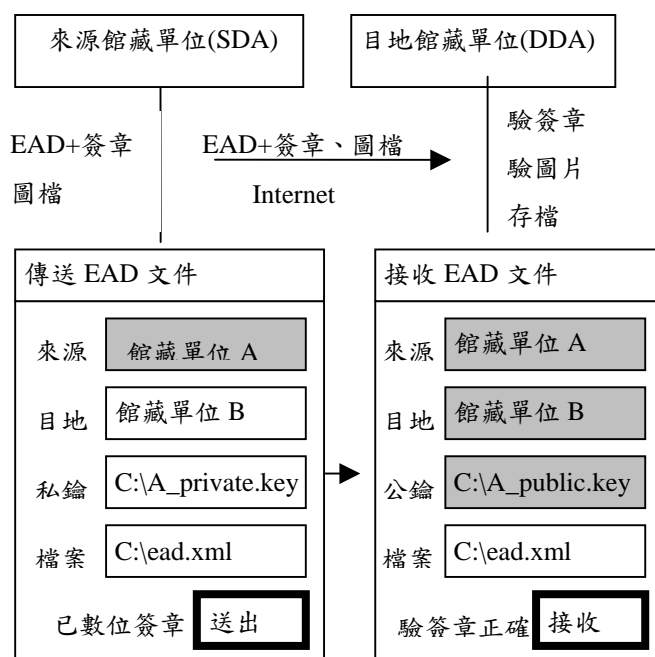 來源館藏單位(SDA)
目地館藏單位(DDA)
EAD+簽章
圖檔
EAD+簽章、圖檔
Internet
驗簽章
驗圖片
存檔
傳送 EAD 文件
來源 館藏單位 A
目地 館藏單位 B
私鑰 C:\A_private.key
檔案 C:\ead.xml
已數位簽章 送出
接收 EAD 文件
來源 館藏單位 A
目地 館藏單位 B
公鑰 C:\A_public.key
檔案 C:\ead.xml
驗簽章正確 接收